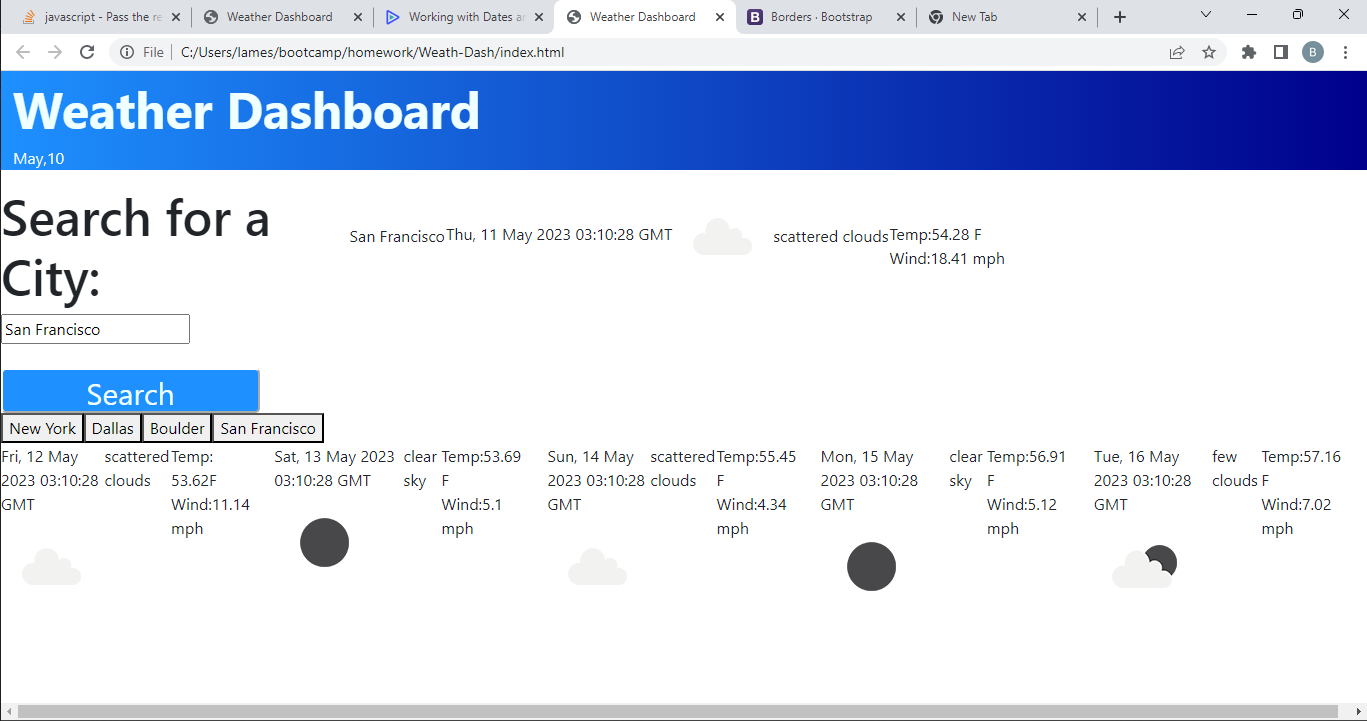 javascript - Pass the re
Weather Dashboard
Working with Dates a
Weather Dashboard
Borders · Bootstrap
New Tab
File
C:/Users/lames/bootcamp/homework/Weath-Dash/index.html
B
Weather Dashboard
May,10
Search for a
City:
San Francisco
Search
New York
Dallas
Boulder
San Francisco
San Francisco
Thu, 11 May 2023 03:10:28 GMT
scattered clouds
Temp:54.28 F
Wind:18.41 mph
Fri, 12 May
2023 03:10:28
GMT
scattered
clouds
Temp:
53.62F
Wind:11.14
mph
Sat, 13 May 2023
03:10:28 GMT
clear
sky
Temp:53.69
F
Wind:5.1
mph
Sun, 14 May
2023 03:10:28
GMT
scattered
clouds
Temp:55.45
F
Wind:4.34
mph
Mon, 15 May
2023 03:10:28
GMT
clear
sky
Temp:56.91
F
Wind:5.12
mph
Tue, 16 May
2023 03:10:28
GMT
few
clouds
Temp:57.16
F
Wind:7.02
mph